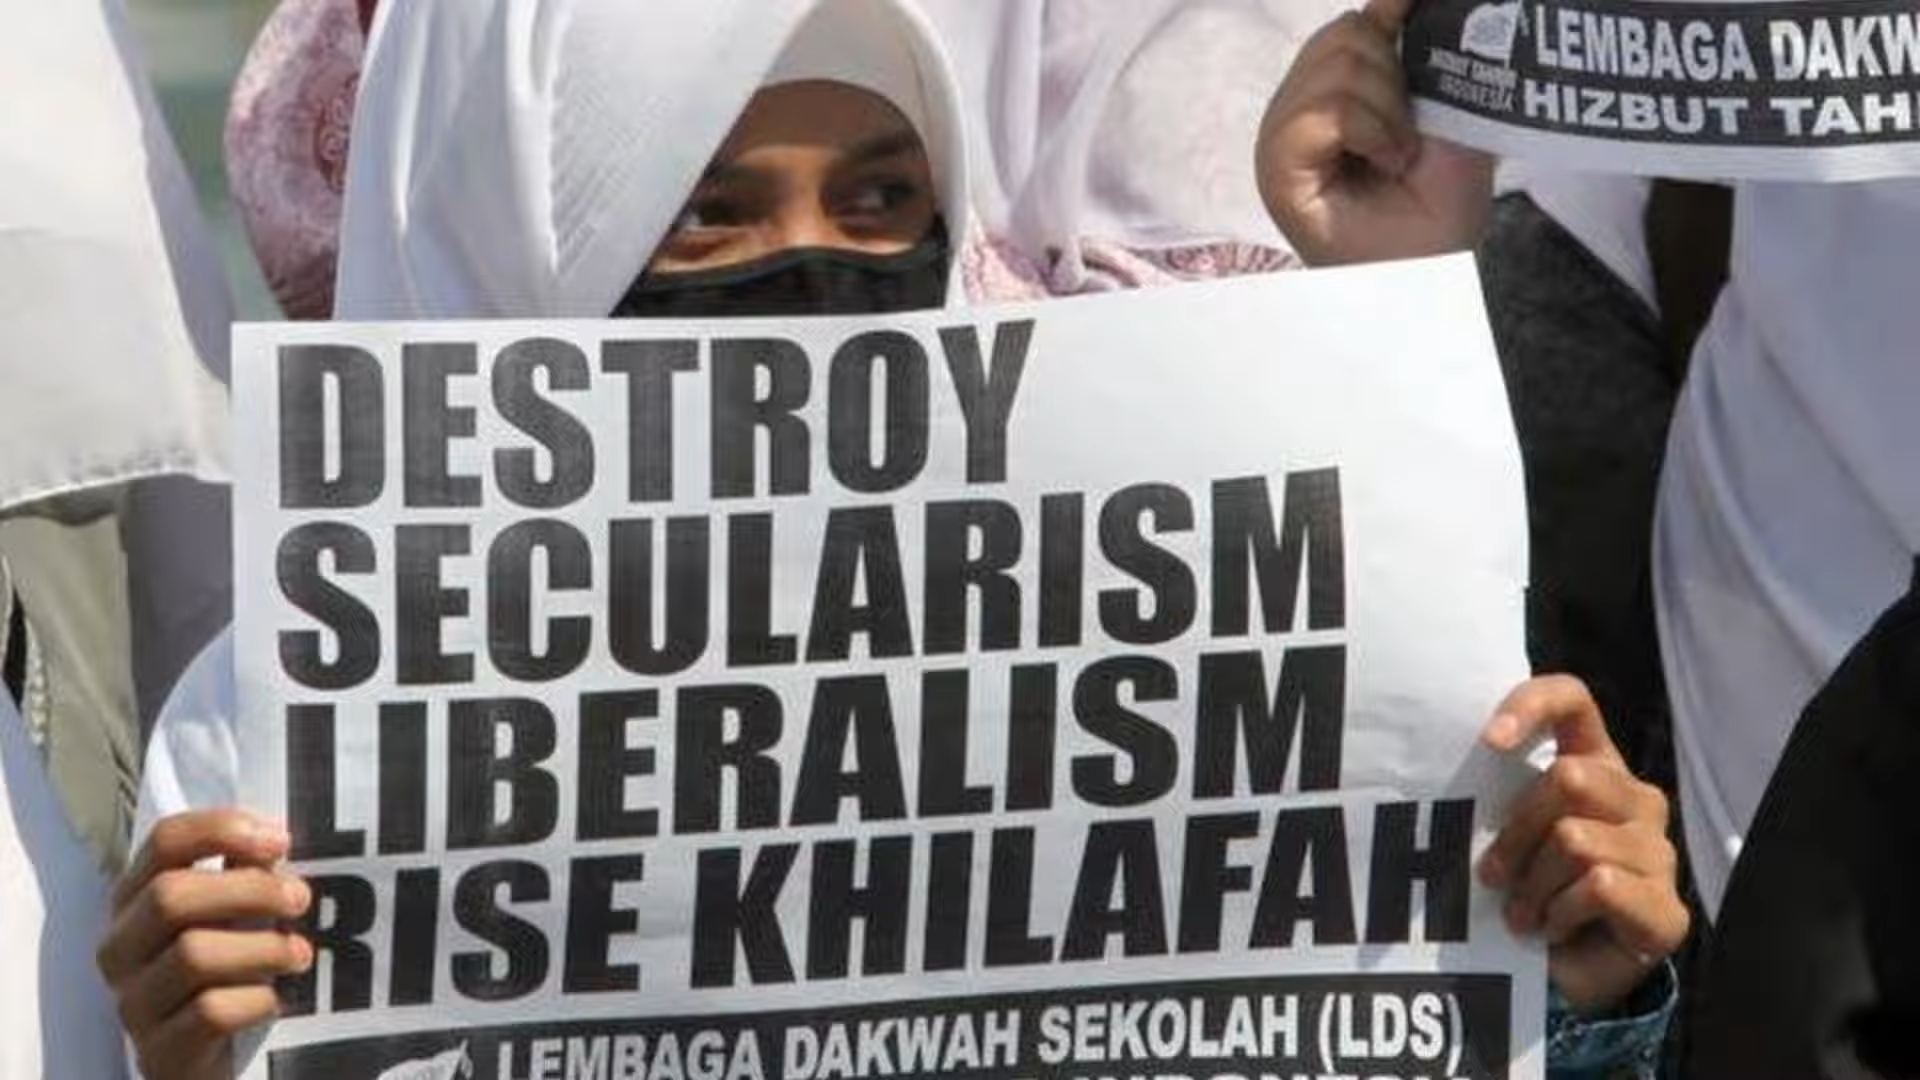 LEMBAGA DAKW
HIZBUT TAH
DESTROY
SECULARISM
LIBERALISM
RISE KHILAFAH
LEMBAGA DAKWAH SEKOLAH (LDS)